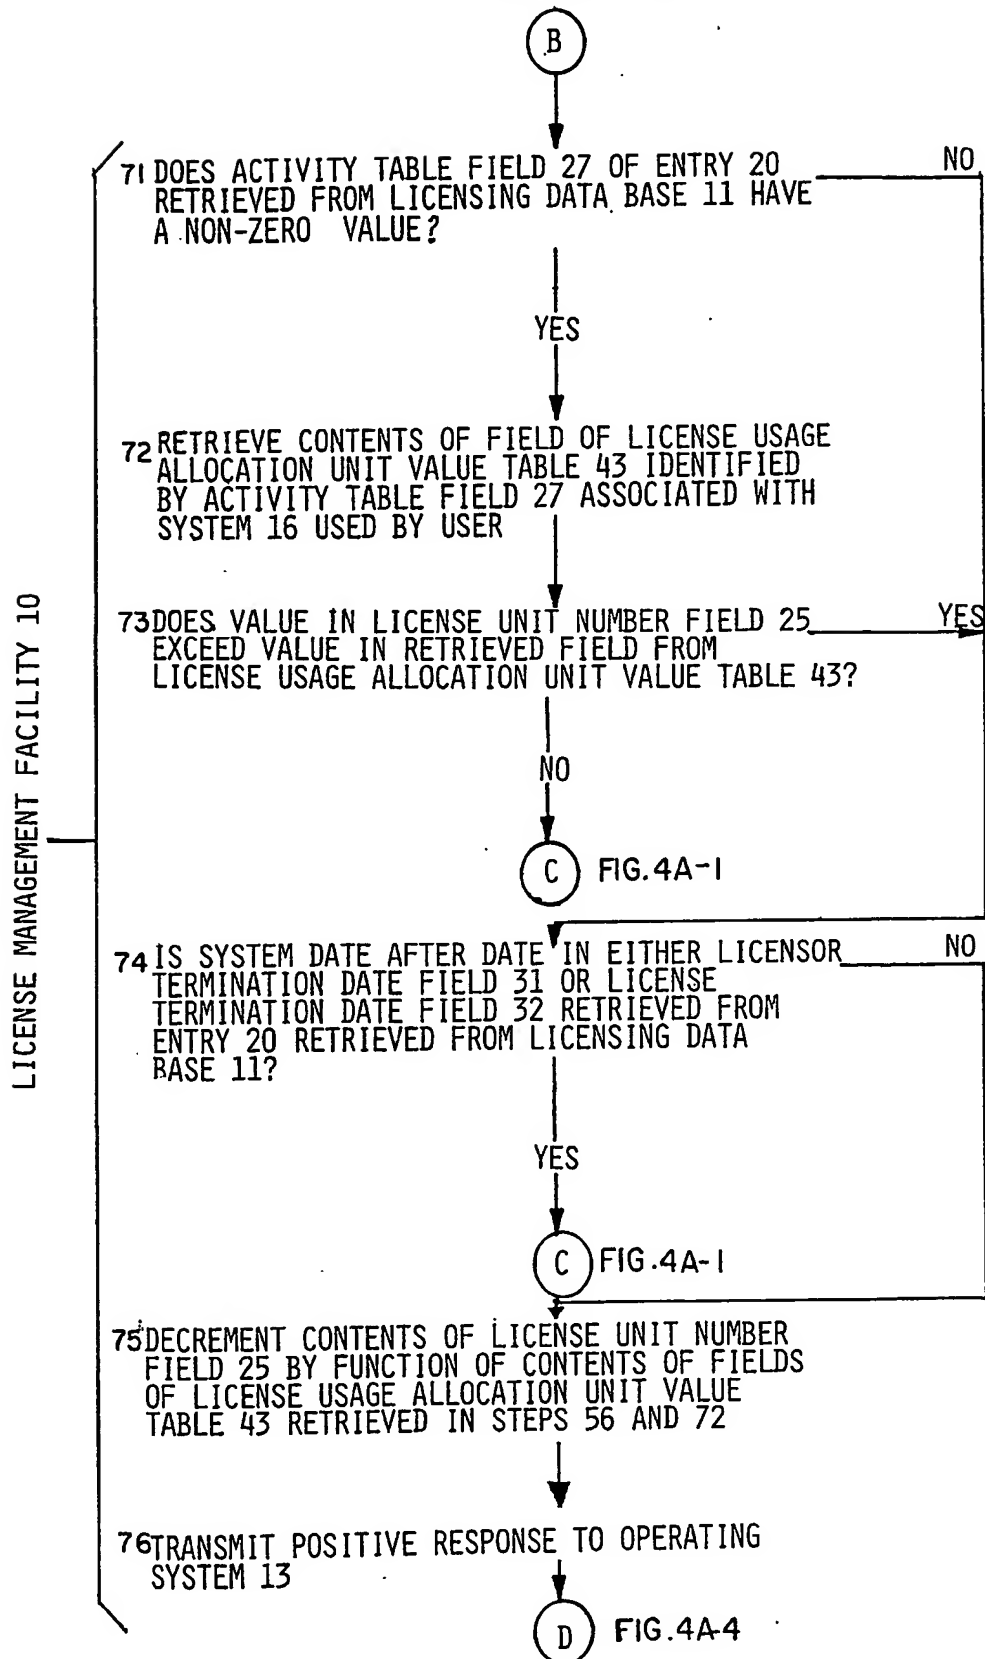 B
71 DOES ACTIVITY TABLE FIELD 27 OF ENTRY 20 NO
RETRIEVED FROM LICENSING DATA BASE 11 HAVE
A NON-ZERO VALUE?
YES
72 RETRIEVE CONTENTS OF FIELD OF LICENSE USAGE
ALLOCATION UNIT VALUE TABLE 43 IDENTIFIED
BY ACTIVITY TABLE FIELD 27 ASSOCIATED WITH
SYSTEM 16 USED BY USER
73 DOES VALUE IN LICENSE UNIT NUMBER FIELD 25 YES
EXCEED VALUE IN RETRIEVED FIELD FROM
LICENSE USAGE ALLOCATION UNIT VALUE TABLE 43?
NO
C FIG.4A-1
74 IS SYSTEM DATE AFTER DATE IN EITHER LICENSOR NO
TERMINATION DATE FIELD 31 OR LICENSE
TERMINATION DATE FIELD 32 RETRIEVED FROM
ENTRY 20 RETRIEVED FROM LICENSING DATA
BASE 11?
YES
C FIG.4A-1
75 DECREMENT CONTENTS OF LICENSE UNIT NUMBER
FIELD 25 BY FUNCTION OF CONTENTS OF FIELDS
OF LICENSE USAGE ALLOCATION UNIT VALUE
TABLE 43 RETRIEVED IN STEPS 56 AND 72
76 TRANSMIT POSITIVE RESPONSE TO OPERATING
SYSTEM 13
D FIG.4A-4
LICENSE MANAGEMENT FACILITY 10